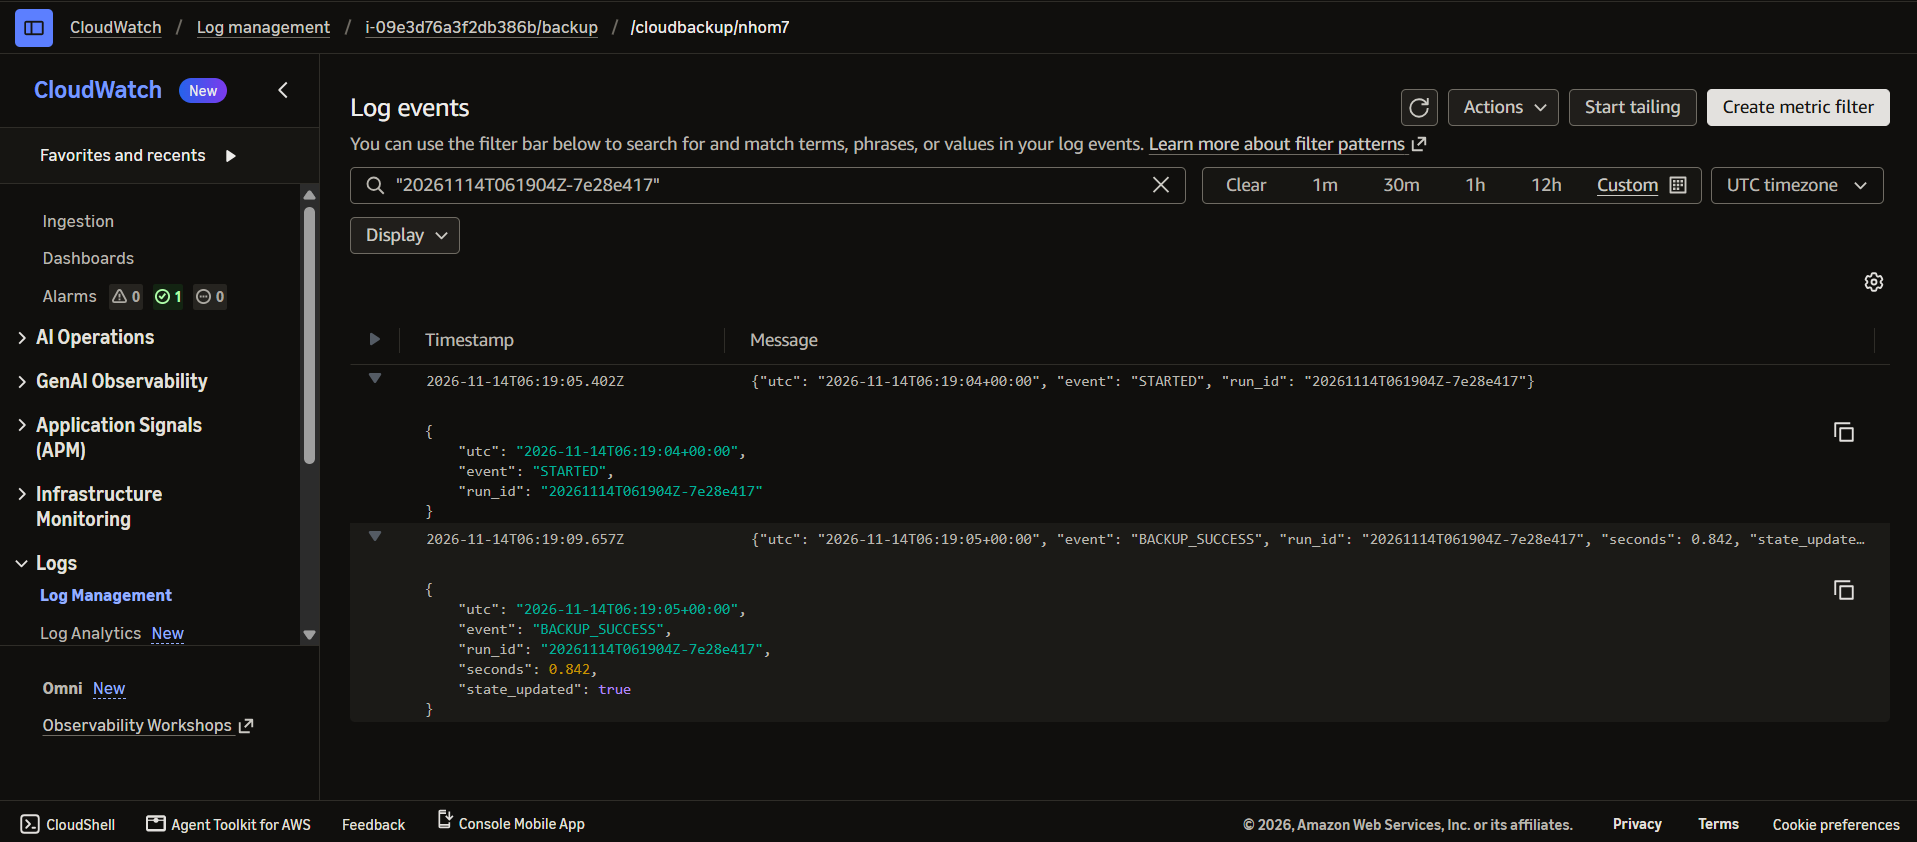 CloudWatch / Log management / i-09e3d76a3f2db386b/backup / /cloudbackup/nhom7
CloudWatch New
Favorites and recents
Ingestion
Dashboards
Alarms 0 1 0
AI Operations
GenAI Observability
Application Signals
(APM)
Infrastructure
Monitoring
Logs
Log Management
Log Analytics New
Omni New
Observability Workshops
Log events
Actions
Start tailing
Create metric filter
You can use the filter bar below to search for and match terms, phrases, or values in your log events. Learn more about filter patterns
"20261114T061904Z-7e28e417"
Clear 1m 30m 1h 12h Custom
UTC timezone
Display
Timestamp Message
2026-11-14T06:19:05.402Z {"utc": "2026-11-14T06:19:04+00:00", "event": "STARTED", "run_id": "20261114T061904Z-7e28e417"}
{
"utc": "2026-11-14T06:19:04+00:00",
"event": "STARTED",
"run_id": "20261114T061904Z-7e28e417"
}
2026-11-14T06:19:09.657Z {"utc": "2026-11-14T06:19:05+00:00", "event": "BACKUP_SUCCESS", "run_id": "20261114T061904Z-7e28e417", "seconds": 0.842, "state_update…
{
"utc": "2026-11-14T06:19:05+00:00",
"event": "BACKUP_SUCCESS",
"run_id": "20261114T061904Z-7e28e417",
"seconds": 0.842,
"state_updated": true
}
CloudShell Agent Toolkit for AWS Feedback Console Mobile App © 2026, Amazon Web Services, Inc. or its affiliates. Privacy Terms Cookie preferences